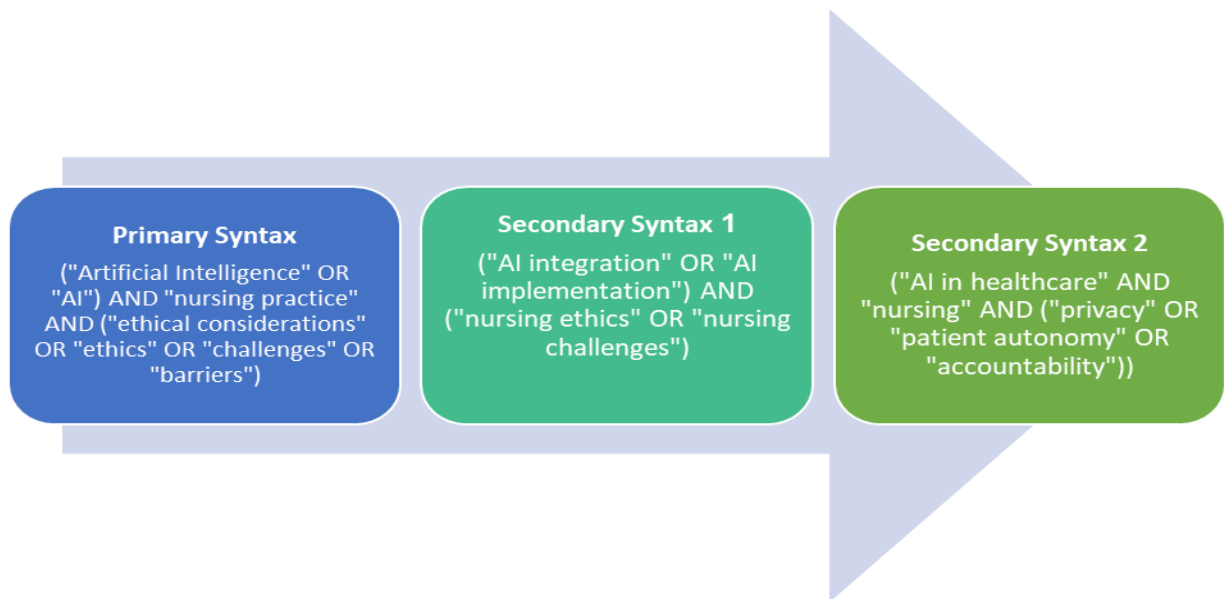 Primary Syntax
("Artificial Intelligence" OR
"AI") AND "nursing practice"
AND ("ethical considerations"
OR "ethics" OR "challenges" OR
"barriers")
Secondary Syntax 1
("AI integration" OR "AI
implementation") AND
("nursing ethics" OR "nursing
challenges")
Secondary Syntax 2
("AI in healthcare" AND
"nursing" AND ("privacy" OR
"patient autonomy" OR
"accountability"))